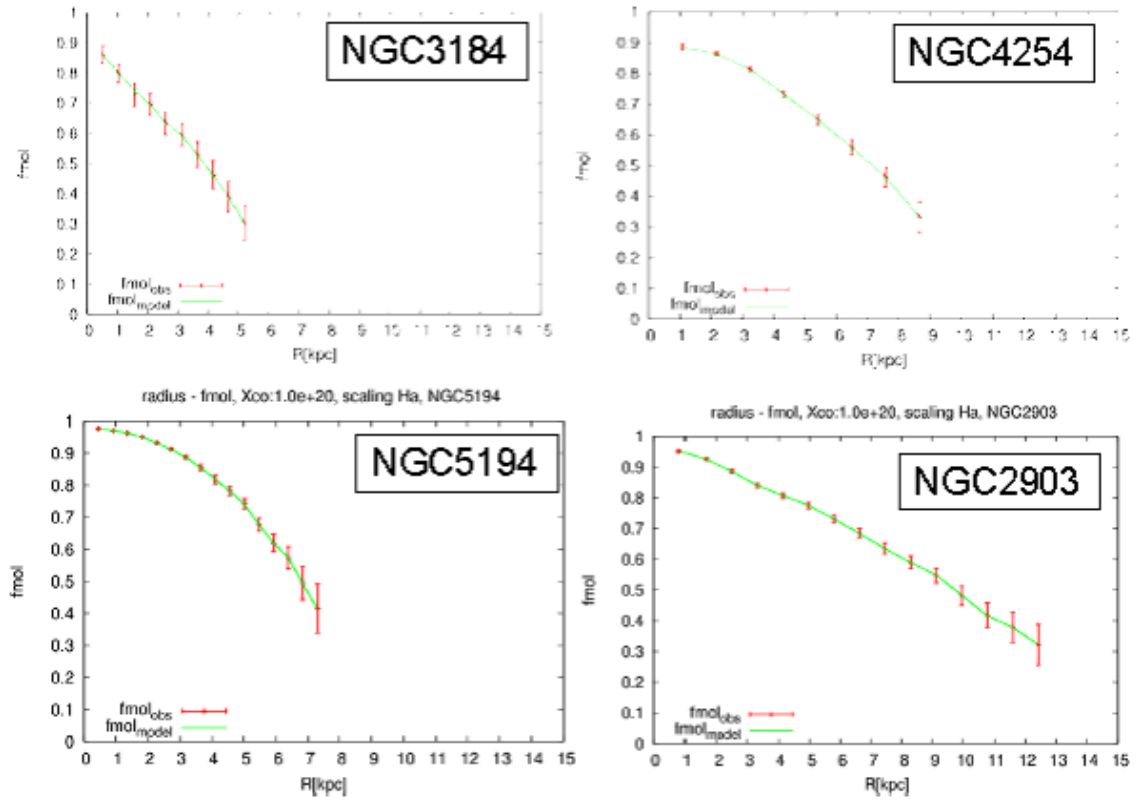 NGC3184
1
0.9
0.8
0.7
0.6
0.5
0.4
0.3
0.2
0.1
0
fmol
fmol_obs
fmol_model
0 1 2 3 4 5 6 7 8 9 10 11 12 13 14 15
R[kpc]
NGC4254
1
0.9
0.8
0.7
0.6
0.5
0.4
0.3
0.2
0.1
0
fmol
fmol_obs
fmol_model
0 1 2 3 4 5 6 7 8 9 10 11 12 13 14 15
R[kpc]
radius - fmol, Xco:1.0e+20, scaling Ha, NGC5194
NGC5194
1
0.9
0.8
0.7
0.6
0.5
0.4
0.3
0.2
0.1
0
fmol
fmol_obs
fmol_model
0 1 2 3 4 5 6 7 8 9 10 11 12 13 14 15
R[kpc]
radius - fmol, Xco:1.0e+20, scaling Ha, NGC2903
NGC2903
1
0.9
0.8
0.7
0.6
0.5
0.4
0.3
0.2
0.1
0
fmol
fmol_obs
fmol_model
0 1 2 3 4 5 6 7 8 9 10 11 12 13 14 15
R[kpc]